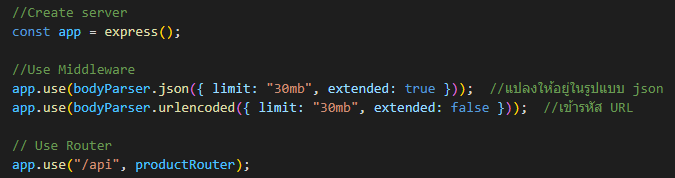 //Create server
const app = express();
//Use Middleware
app.use(bodyParser.json({ limit: "30mb", extended: true }));  //แปลงให้อยู่ในรูปแบบ json
app.use(bodyParser.urlencoded({ limit: "30mb", extended: false }));  //เข้ารหัส URL
// Use Router
app.use("/api", productRouter);